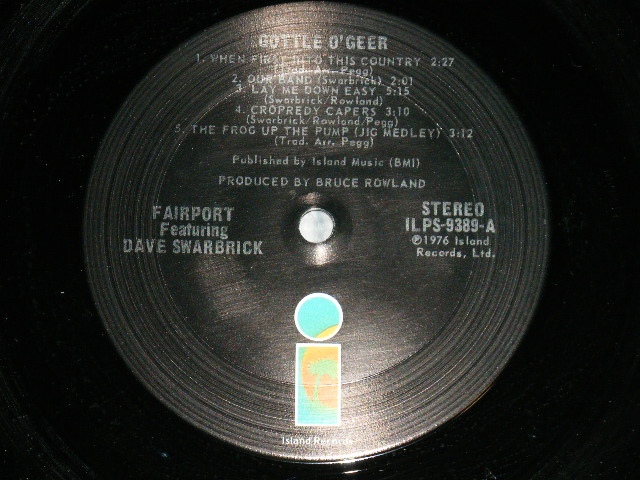 GOTTLE O'GEER
1. WHEN FIRST INTO THIS COUNTRY 2:27
(Trad. Arr. Pegg)
2. OUR BAND (Swarbrick) 2:01
3. LAY ME DOWN EASY 5:15
(Swarbrick/Rowland)
4. CROPREDY CAPERS 3:10
(Swarbrick/Rowland/Pegg)
5. THE FROG UP THE PUMP (JIG MEDLEY) 3:12
(Trad. Arr. Pegg)
Published by Island Music (BMI)
PRODUCED BY BRUCE ROWLAND
FAIRPORT
Featuring
DAVE SWARBRICK
STEREO
ILPS-9389-A
℗1976 Island
Records, Ltd.
Island Records